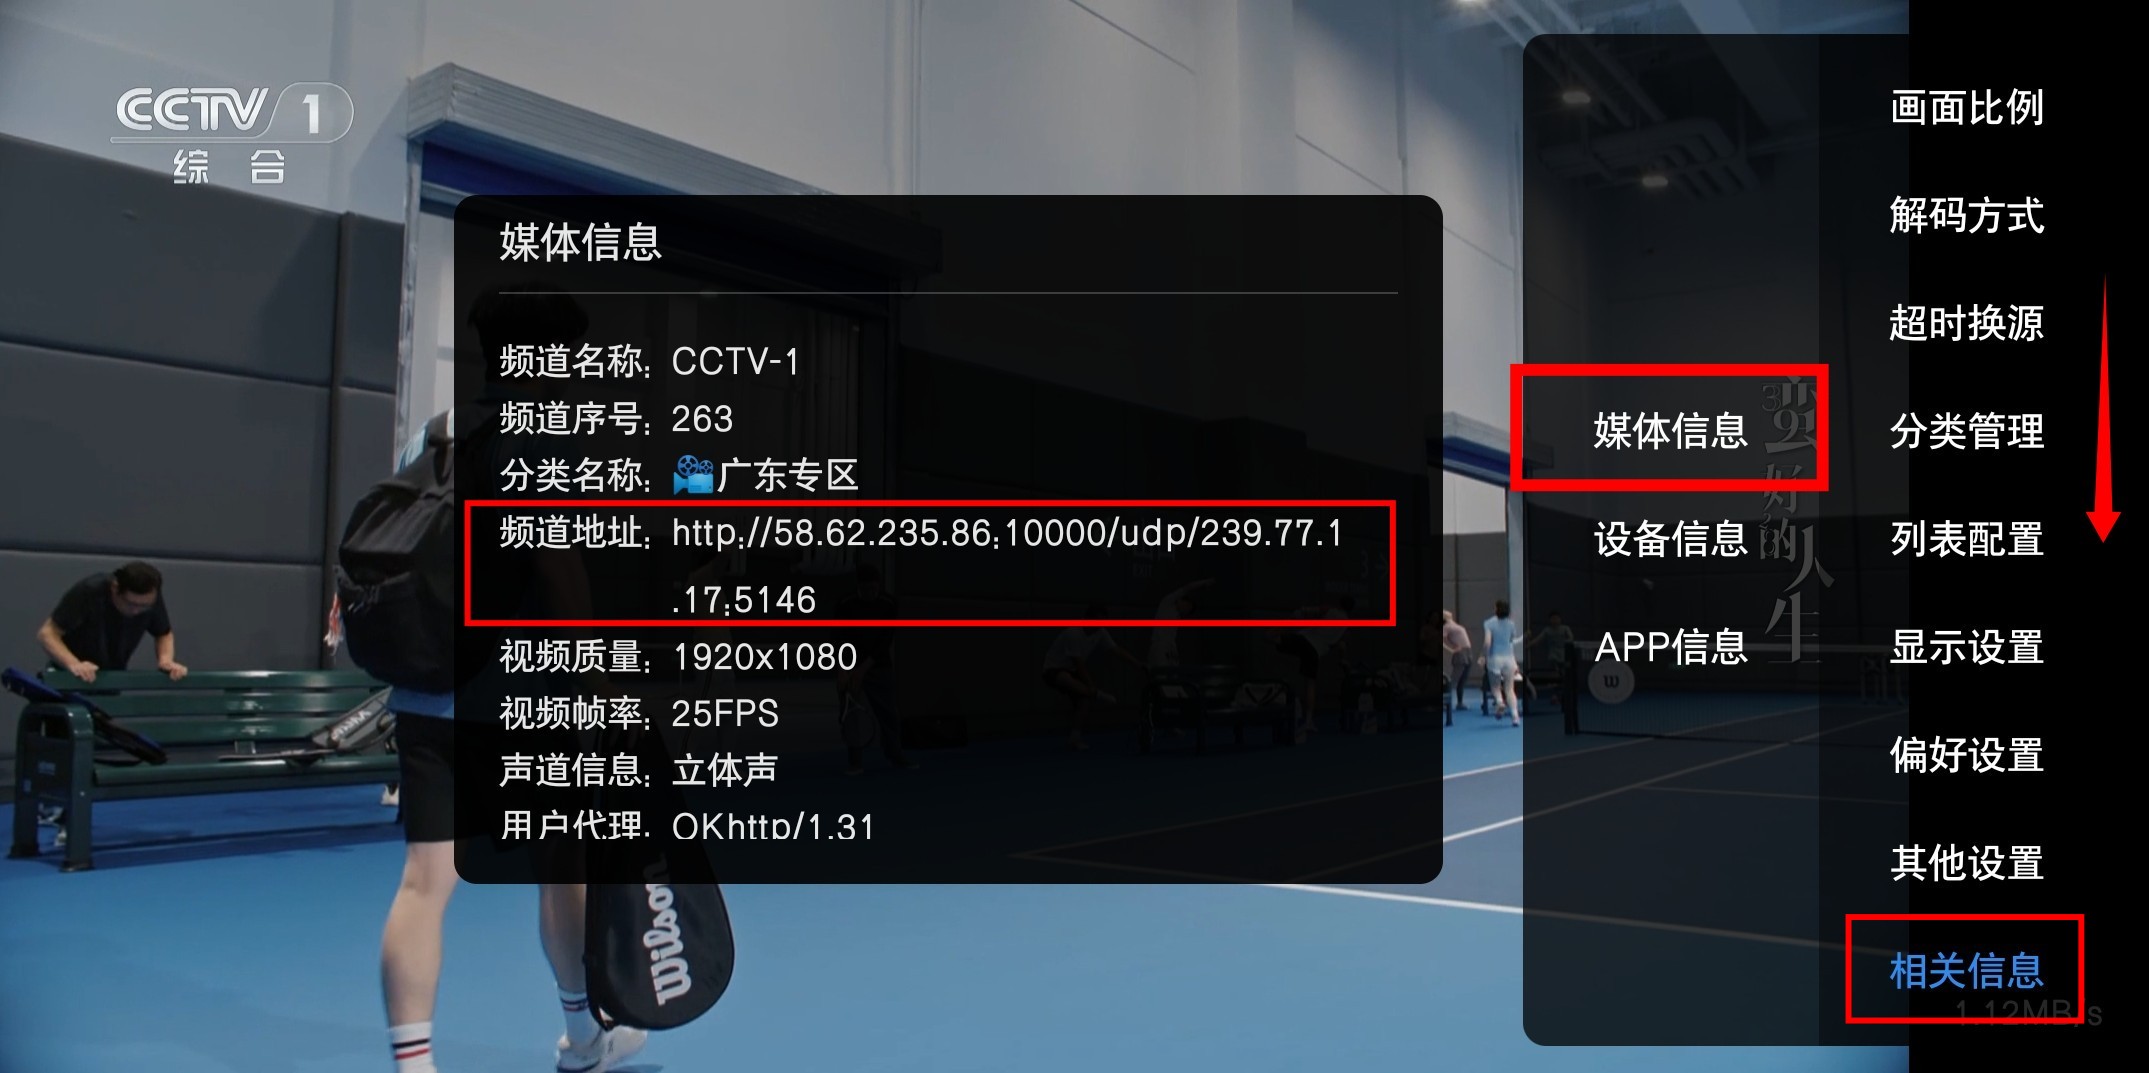 CCTV 1
综合
媒体信息
频道名称: CCTV-1
频道序号: 263
分类名称: 🎥广东专区
频道地址: http://58.62.235.86:10000/udp/239.77.1
.17:5146
视频质量: 1920x1080
视频帧率: 25FPS
声道信息: 立体声
用户代理: OKhttp/1.31
媒体信息
设备信息
APP信息
蛮好的人生
W
画面比例
解码方式
超时换源
分类管理
列表配置
显示设置
偏好设置
其他设置
相关信息
1.12MB/s
Wilson